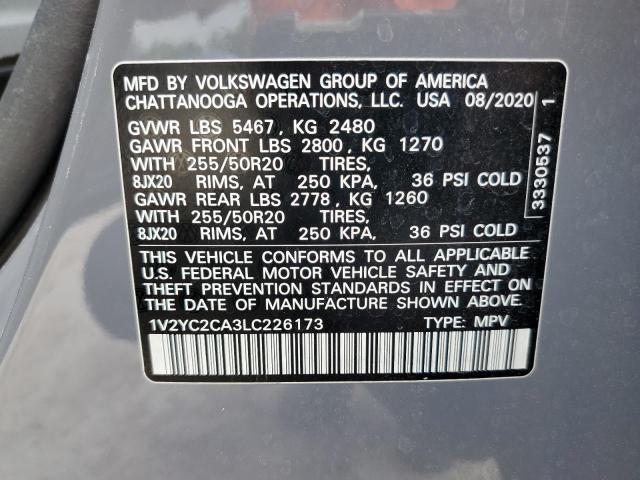 MFD BY VOLKSWAGEN GROUP OF AMERICA
CHATTANOOGA OPERATIONS, LLC. USA 08/2020
GVWR LBS 5467, KG 2480
GAWR FRONT LBS 2800, KG 1270
WITH 255/50R20 TIRES,
8JX20 RIMS, AT 250 KPA, 36 PSI COLD
GAWR REAR LBS 2778, KG 1260
WITH 255/50R20 TIRES,
8JX20 RIMS, AT 250 KPA, 36 PSI COLD
THIS VEHICLE CONFORMS TO ALL APPLICABLE
U.S. FEDERAL MOTOR VEHICLE SAFETY AND
THEFT PREVENTION STANDARDS IN EFFECT ON
THE DATE OF MANUFACTURE SHOWN ABOVE.
1V2YC2CA3LC226173 TYPE: MPV
3330537 1